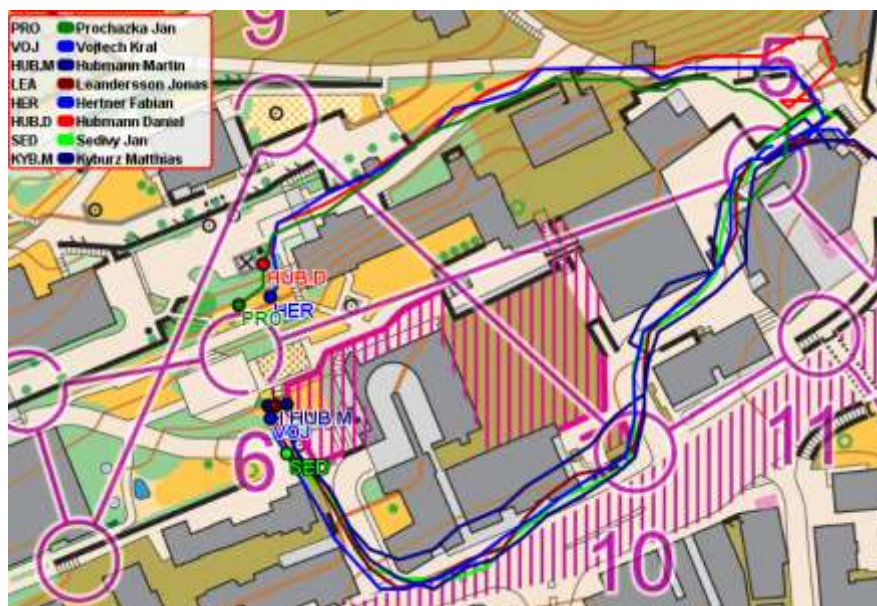 PRO Prochazka Jan
VOJ Vojtech Kral
HUB.M Hubmann Martin
LEA Leandersson Jonas
HER Hertner Fabian
HUB.D Hubmann Daniel
SED Sedivy Jan
KYB.M Kyburz Matthias
9
5
HUB.D
HER
PRO
HUB.M
VOJ
SED
6
11
10